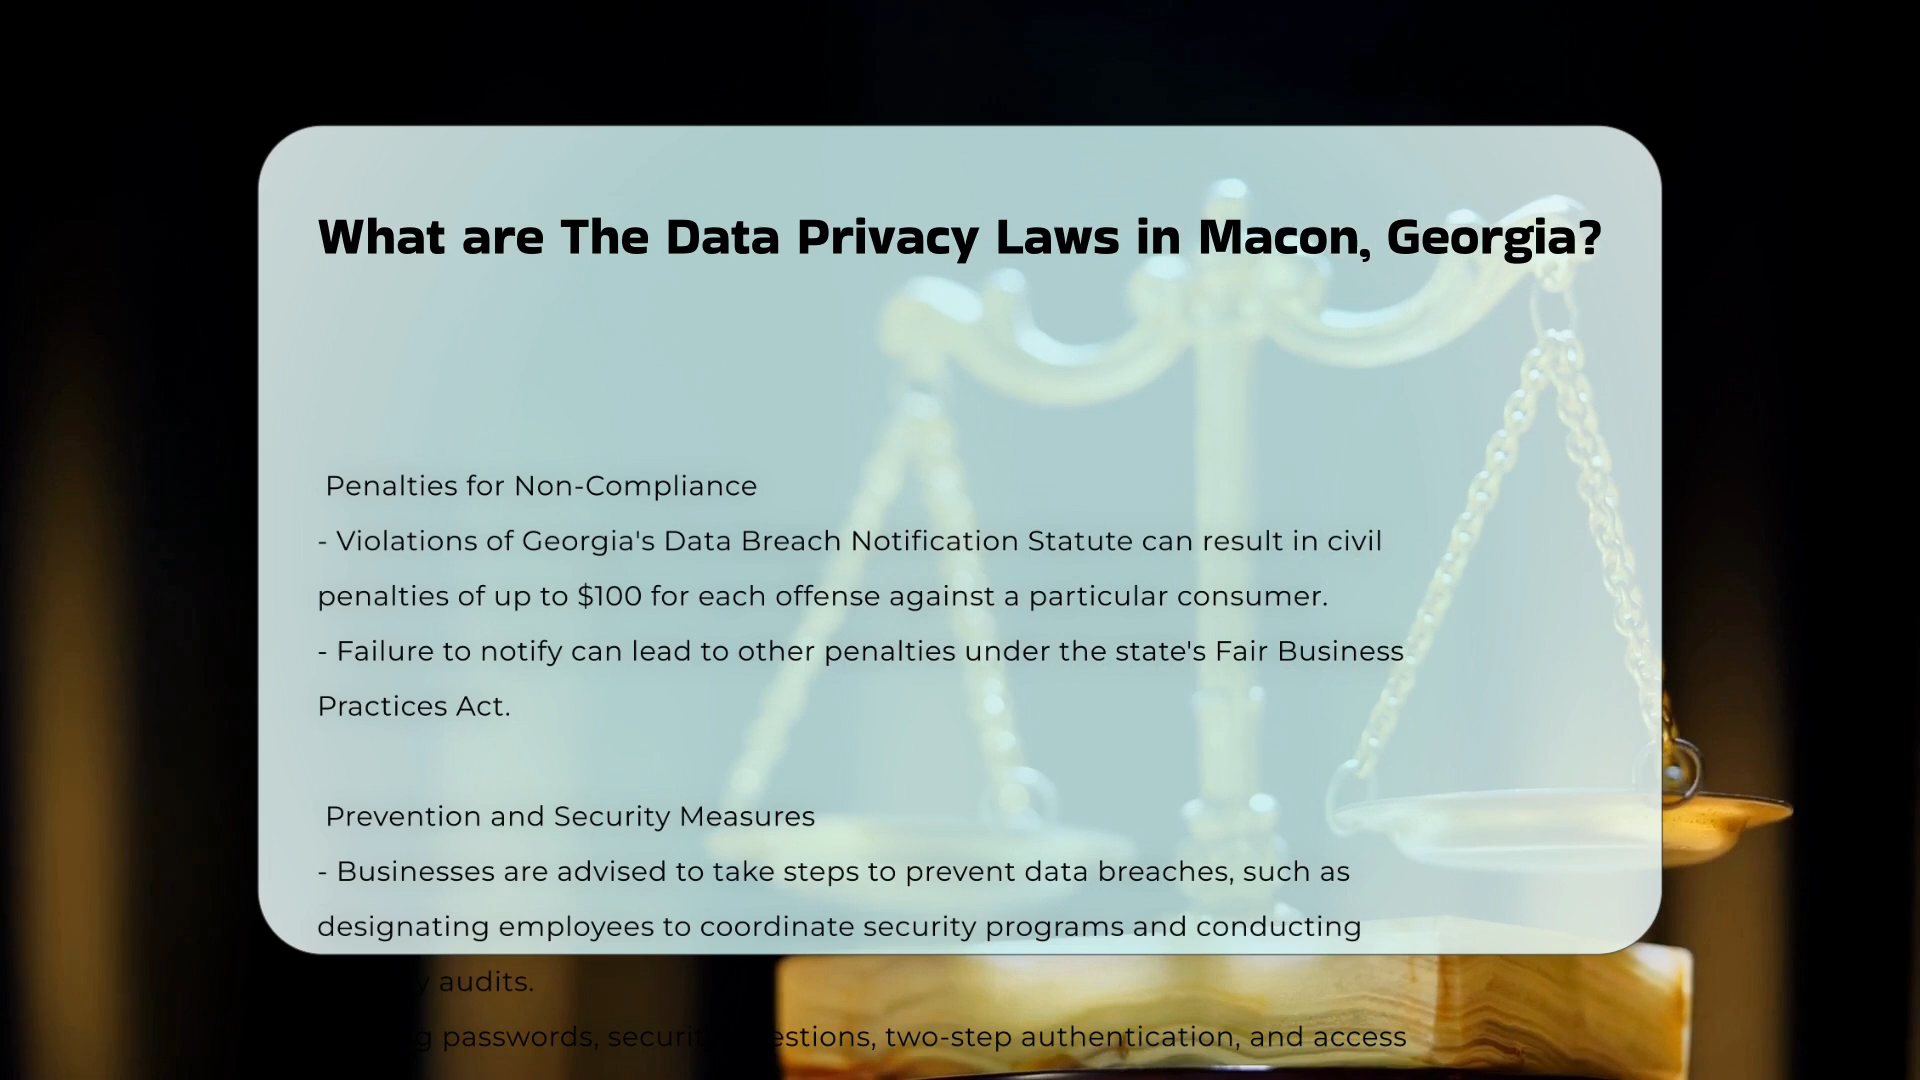 What are The Data Privacy Laws in Macon, Georgia?
Penalties for Non-Compliance
- Violations of Georgia's Data Breach Notification Statute can result in civil
penalties of up to $100 for each offense against a particular consumer.
- Failure to notify can lead to other penalties under the state's Fair Business
Practices Act.
Prevention and Security Measures
- Businesses are advised to take steps to prevent data breaches, such as
designating employees to coordinate security programs and conducting
audits.
passwords, two-step authentication, and access